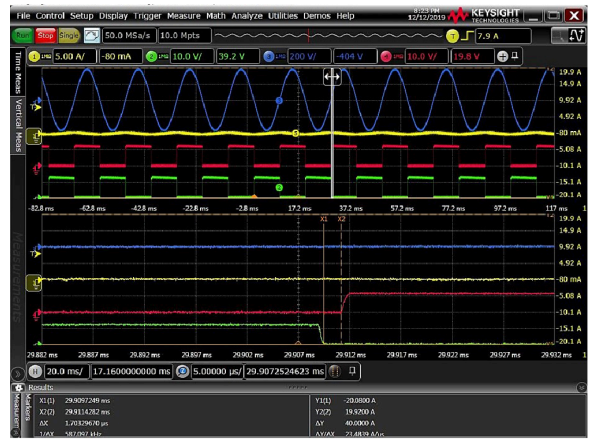 8:23 PM
File Control Setup Display Trigger Measure Math Analyze Utilities Demos Help 12/12/2019 KEYSIGHT TECHNOLOGIES
Run Stop Single 50.0 MSa/s 10.0 Mpts T 7.9 A
1 5.00 A/ -80 mA 2 10.0 V/ 39.2 V 200 V/ -404 V 10.0 V/ 19.8 V
Time Meas
Vertical Meas
Measurements
19.9 A
14.9 A
9.92 A
4.92 A
-80 mA
-5.08 A
-10.1 A
-15.1 A
-20.1 A
-82.8 ms -62.8 ms -42.8 ms -22.8 ms -2.8 ms 17.2 ms 37.2 ms 57.2 ms 77.2 ms 97.2 ms 117 ms
X1 X2
19.9 A
14.9 A
9.92 A
4.92 A
-80 mA
-5.08 A
-10.1 A
-15.1 A
-20.1 A
29.882 ms 29.887 ms 29.892 ms 29.897 ms 29.902 ms 29.907 ms 29.912 ms 29.917 ms 29.922 ms 29.927 ms 29.932 ms
H 20.0 ms/ 17.1600000000 ms 5.00000 µs/ 29.9072524623 ms
Results
Measurem
Markers
X1(1) 29.9097249 ms Y1(1) -20.0800 A
X2(2) 29.9114282 ms Y2(2) 19.9200 A
ΔX 1.70329670 µs ΔY 40.0000 A
1/ΔX 587.097 kHz ΔY/ΔX 23.4839 A/µs